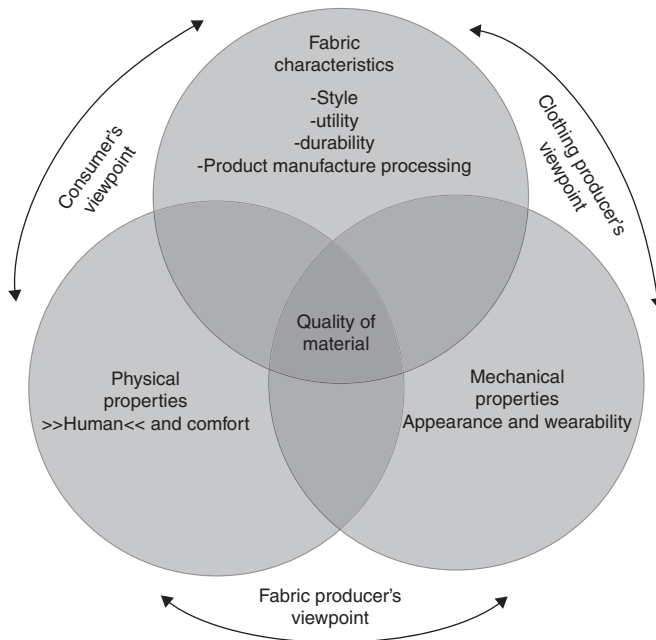 Fabric
characteristics
-Style
-utility
-durability
-Product manufacture processing
Consumer's
viewpoint
Clothing producer's
viewpoint
Quality of
material
Physical
properties
>>Human<< and comfort
Mechanical
properties
Appearance and wearability
Fabric producer's
viewpoint